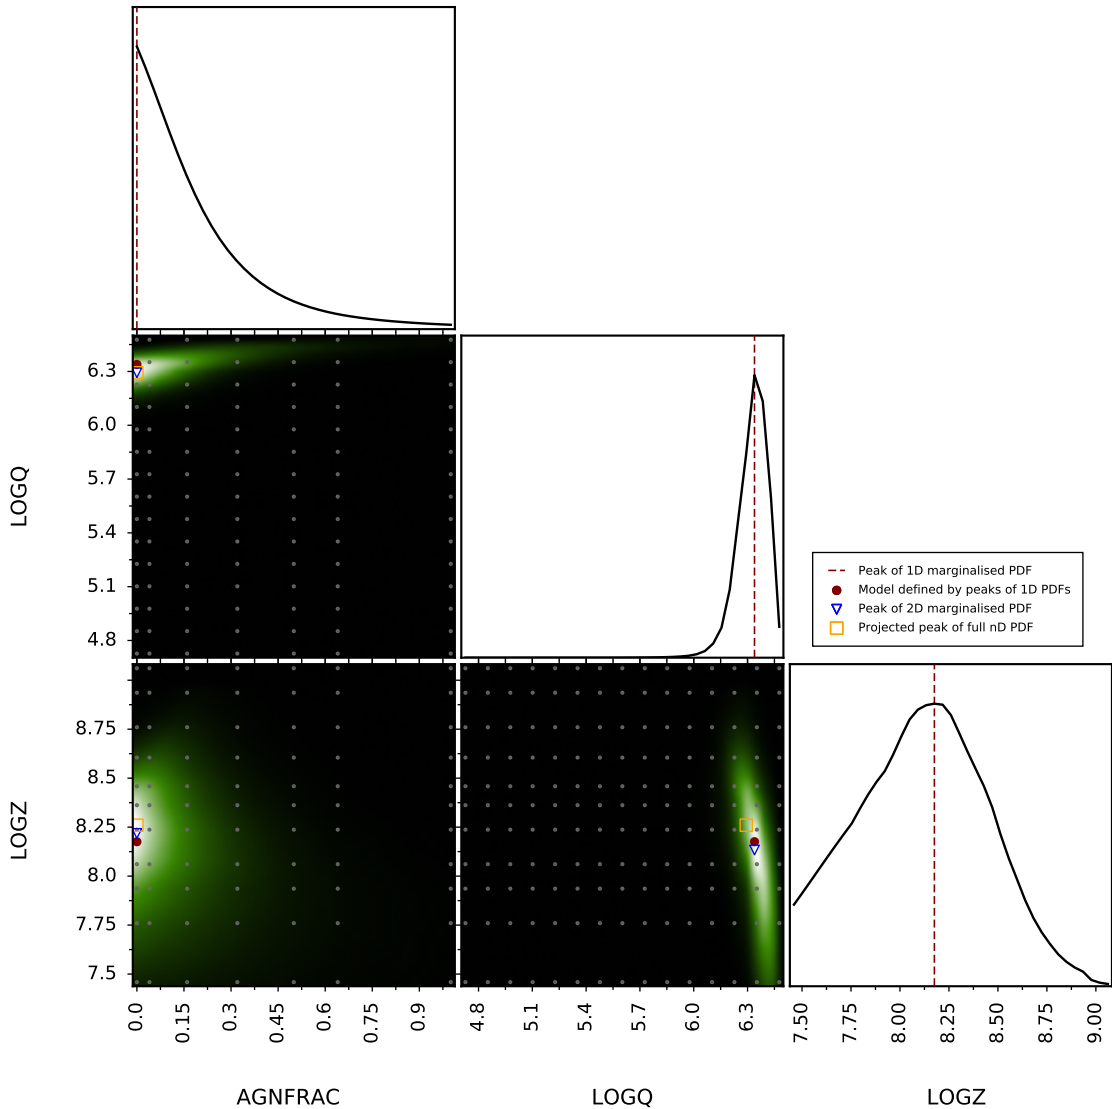 LOGQ
6.3
6.0
5.7
5.4
5.1
4.8
Peak of 1D marginalised PDF
Model defined by peaks of 1D PDFs
Peak of 2D marginalised PDF
Projected peak of full nD PDF
LOGZ
8.75
8.5
8.25
8.0
7.75
7.5
0.0 0.15 0.3 0.45 0.6 0.75 0.9
4.8 5.1 5.4 5.7 6.0 6.3
7.50 7.75 8.00 8.25 8.50 8.75 9.00
AGNFRAC LOGQ LOGZ